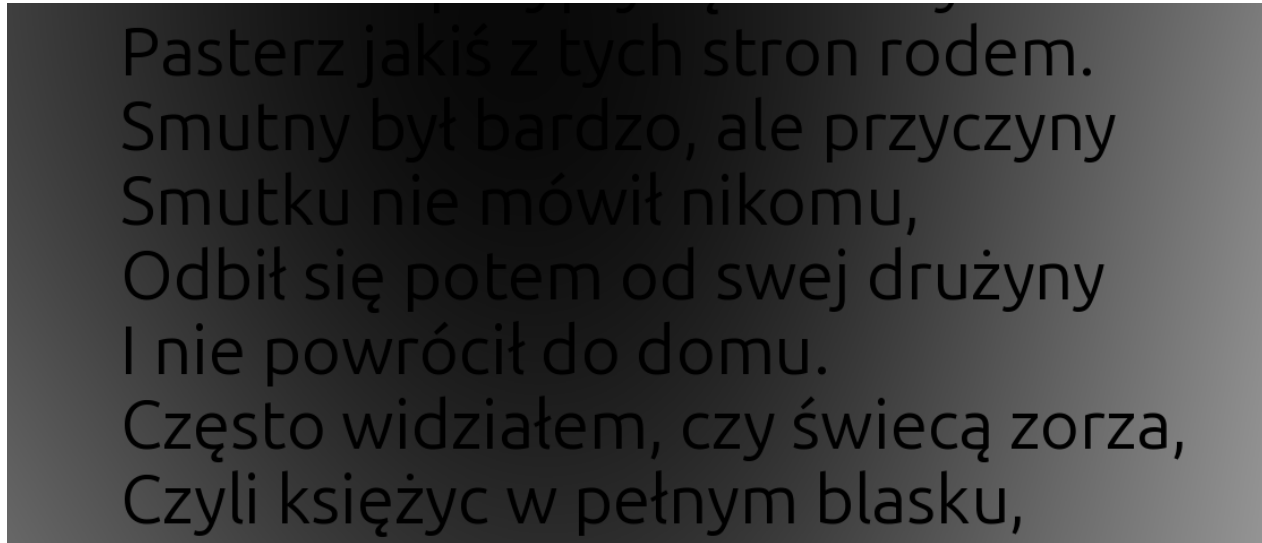 Pasterz jakiś z tych stron rodem.
Smutny był bardzo, ale przyczyny
Smutku nie mówił nikomu,
Odbił się potem od swej drużyny
I nie powrócił do domu.
Często widziałem, czy świecą zorza,
Czyli księżyc w pełnym blasku,